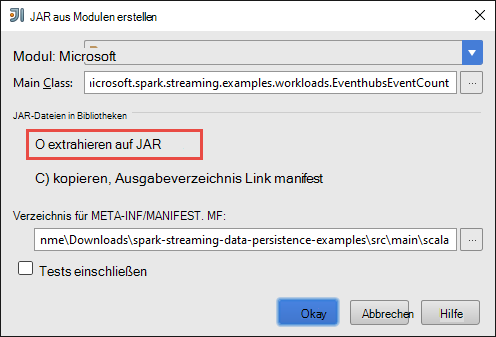 JAR aus Modulen erstellen
Modul: Microsoft
Main Class: icrosoft.spark.streaming.examples.workloads.EventhubsEventCount ...
JAR-Dateien in Bibliotheken
O extrahieren auf JAR
C) kopieren, Ausgabeverzeichnis Link manifest
Verzeichnis für META-INF/MANIFEST. MF:
nme\Downloads\spark-streaming-data-persistence-examples\src\main\scala ...
Tests einschließen
Okay Abbrechen Hilfe